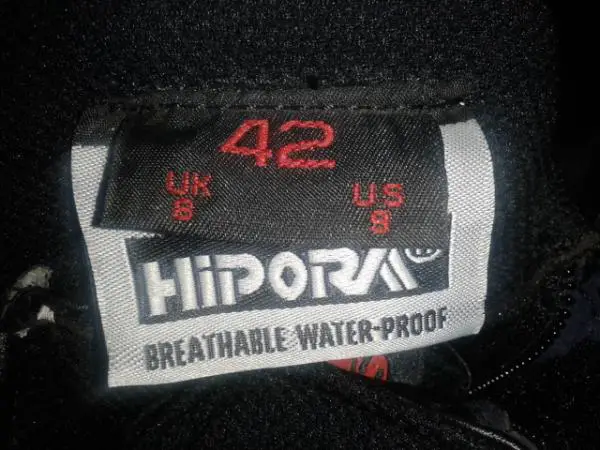 42
UK US
8 9
HiPORA®
BREATHABLE WATER-PROOF